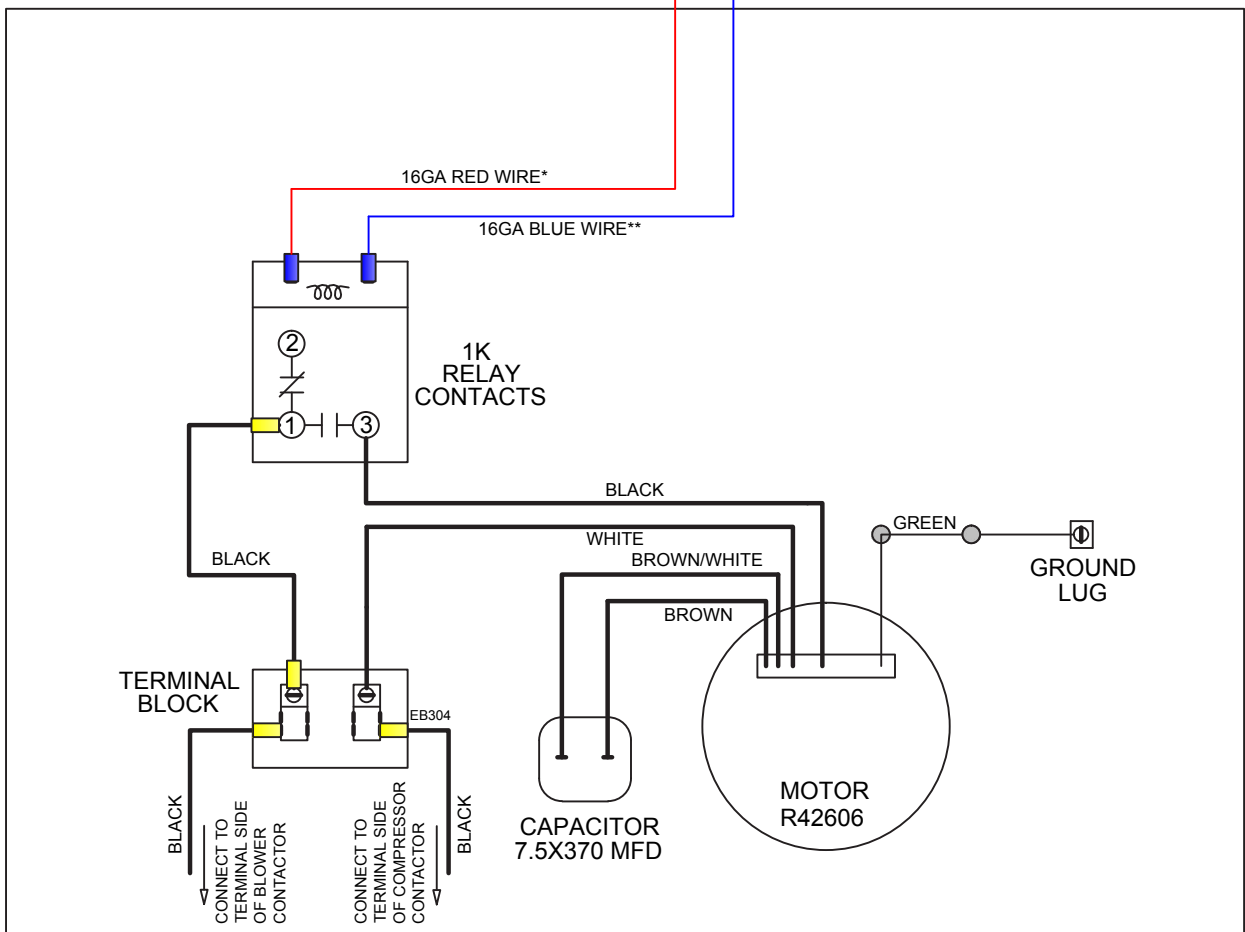 16GA RED WIRE*
16GA BLUE WIRE**
2
1K
RELAY
CONTACTS
1
3
BLACK
WHITE
GREEN
BLACK
BROWN/WHITE
GROUND
LUG
BROWN
TERMINAL
BLOCK
EB304
MOTOR
R42606
CAPACITOR
7.5X370 MFD
BLACK
CONNECT TO
TERMINAL SIDE
OF BLOWER
CONTACTOR
CONNECT TO
TERMINAL SIDE
OF COMPRESSOR
CONTACTOR
BLACK